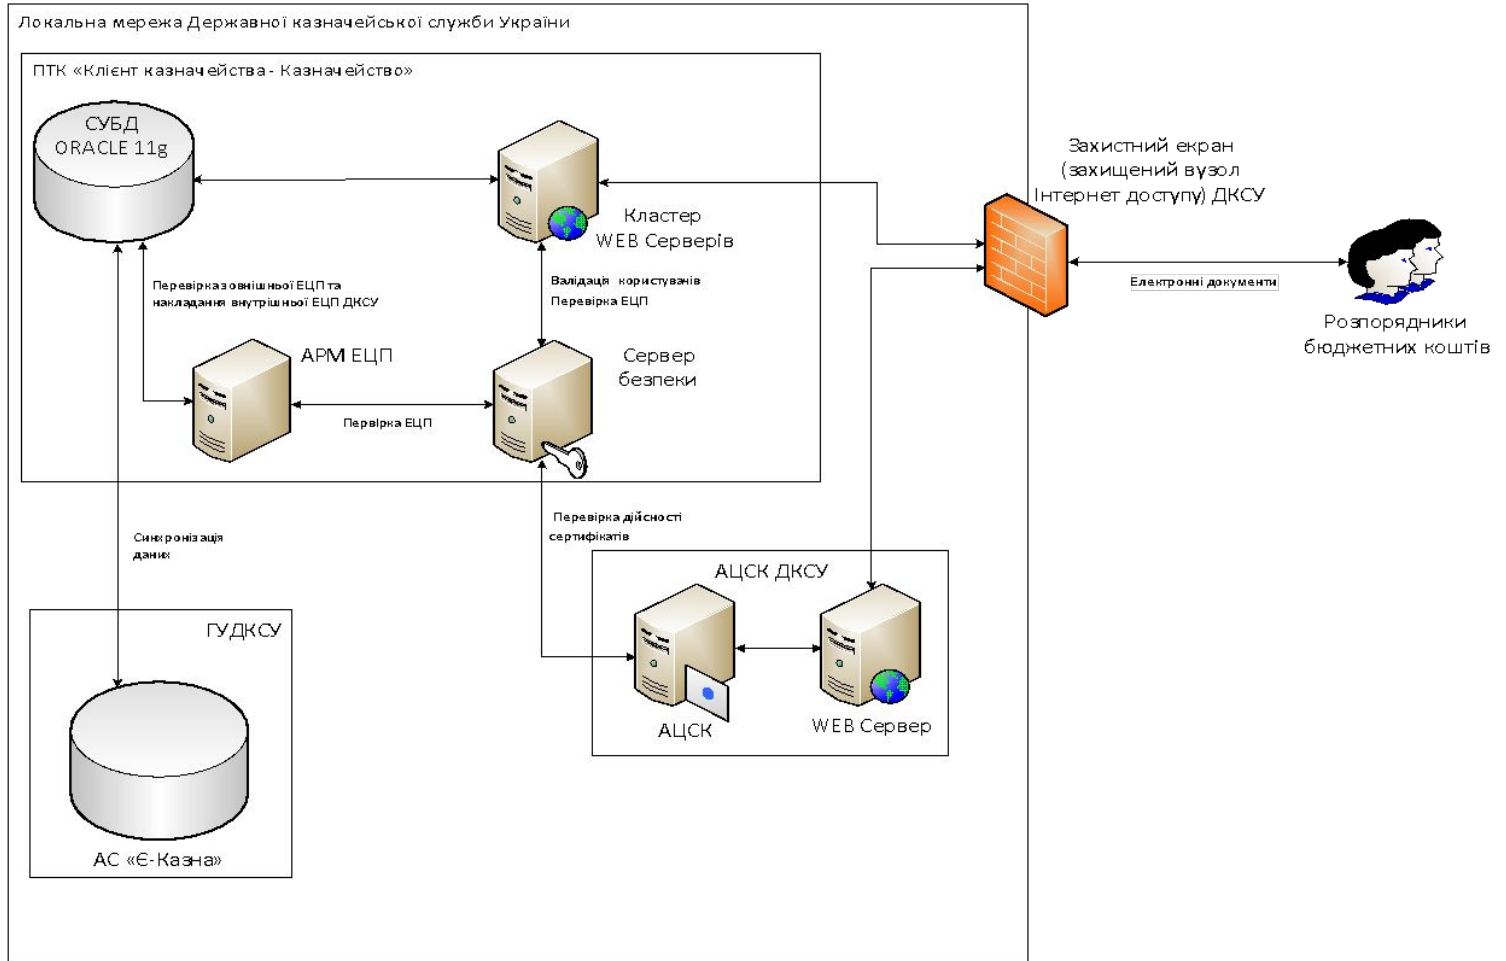 Локальна мережа Державної казначейської служби України
ПТК «Клієнт казначейства - Казначейство»
СУБД
ORACLE 11g
Кластер
WEB Серверів
Захистний екран
(захищений вузол
Інтернет доступу) ДКСУ
Електронні документи
Розпорядники
бюджетних коштів
Перевірка зовнішньої ЕЦП та
накладання внутрішньої ЕЦП ДКСУ
Валідація користувачів
Перевірка ЕЦП
АРМ ЕЦП
Сервер
безпеки
Первірка ЕЦП
Синхронізація
даних
Перевірка дійсності
сертифікатів
АЦСК ДКСУ
АЦСК
WEB Сервер
ГУДКСУ
АС «Є-Казна»